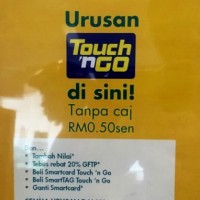 Urusan
Touch
'n GO
di sini!
Tanpa caj
RM0.50sen
Dan...
• Tambah Nilai*
• Tebus rebat 20% GFTP*
• Beli Smartcard Touch 'n Go
• Beli SmartTAG Touch 'n Go
• Ganti Smartcard*